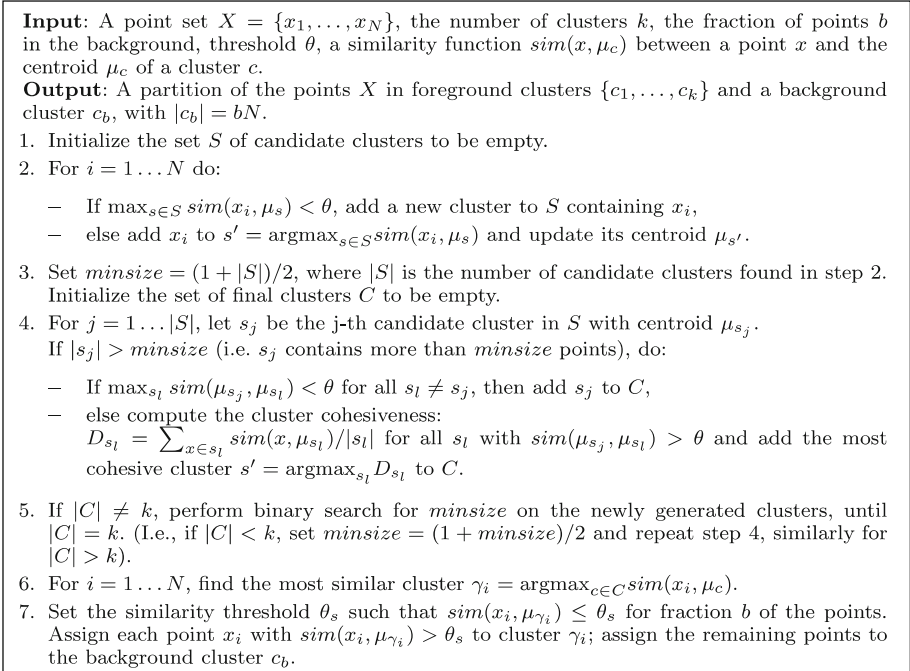 Input: A point set X = {x₁, . . . , x_N}, the number of clusters k, the fraction of points b
in the background, threshold θ, a similarity function sim(x, μ_c) between a point x and the
centroid μ_c of a cluster c.
Output: A partition of the points X in foreground clusters {c₁, . . . , c_k} and a background
cluster c_b, with |c_b| = bN.
1. Initialize the set S of candidate clusters to be empty.
2. For i = 1 . . . N do:
– If max_{s∈S} sim(x_i, μ_s) < θ, add a new cluster to S containing x_i,
– else add x_i to s′ = argmax_{s∈S} sim(x_i, μ_s) and update its centroid μ_{s′}.
3. Set minsize = (1 + |S|)/2, where |S| is the number of candidate clusters found in step 2.
Initialize the set of final clusters C to be empty.
4. For j = 1 . . . |S|, let s_j be the j-th candidate cluster in S with centroid μ_{s_j}.
If |s_j| > minsize (i.e. s_j contains more than minsize points), do:
– If max_{s_l} sim(μ_{s_j}, μ_{s_l}) < θ for all s_l ≠ s_j, then add s_j to C,
– else compute the cluster cohesiveness:
D_{s_l} = ∑_{x∈s_l} sim(x, μ_{s_l})/|s_l| for all s_l with sim(μ_{s_j}, μ_{s_l}) > θ and add the most
cohesive cluster s′ = argmax_{s_l} D_{s_l} to C.
5. If |C| ≠ k, perform binary search for minsize on the newly generated clusters, until
|C| = k. (I.e., if |C| < k, set minsize = (1 + minsize)/2 and repeat step 4, similarly for
|C| > k).
6. For i = 1 . . . N, find the most similar cluster γ_i = argmax_{c∈C} sim(x_i, μ_c).
7. Set the similarity threshold θ_s such that sim(x_i, μ_{γ_i}) ≤ θ_s for fraction b of the points.
Assign each point x_i with sim(x_i, μ_{γ_i}) > θ_s to cluster γ_i; assign the remaining points to
the background cluster c_b.